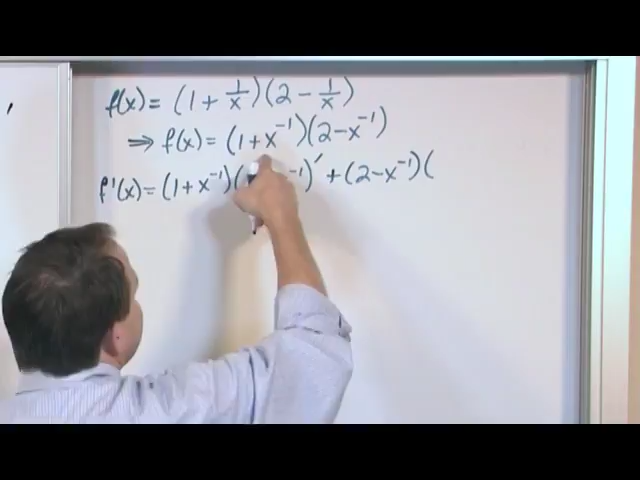 f(x) = (1 + 1/x)(2 - 1/x)
⇒ f(x) = (1 + x⁻¹)(2 - x⁻¹)
f'(x) = (1 + x⁻¹)( ⁻¹)′ + (2 - x⁻¹)(